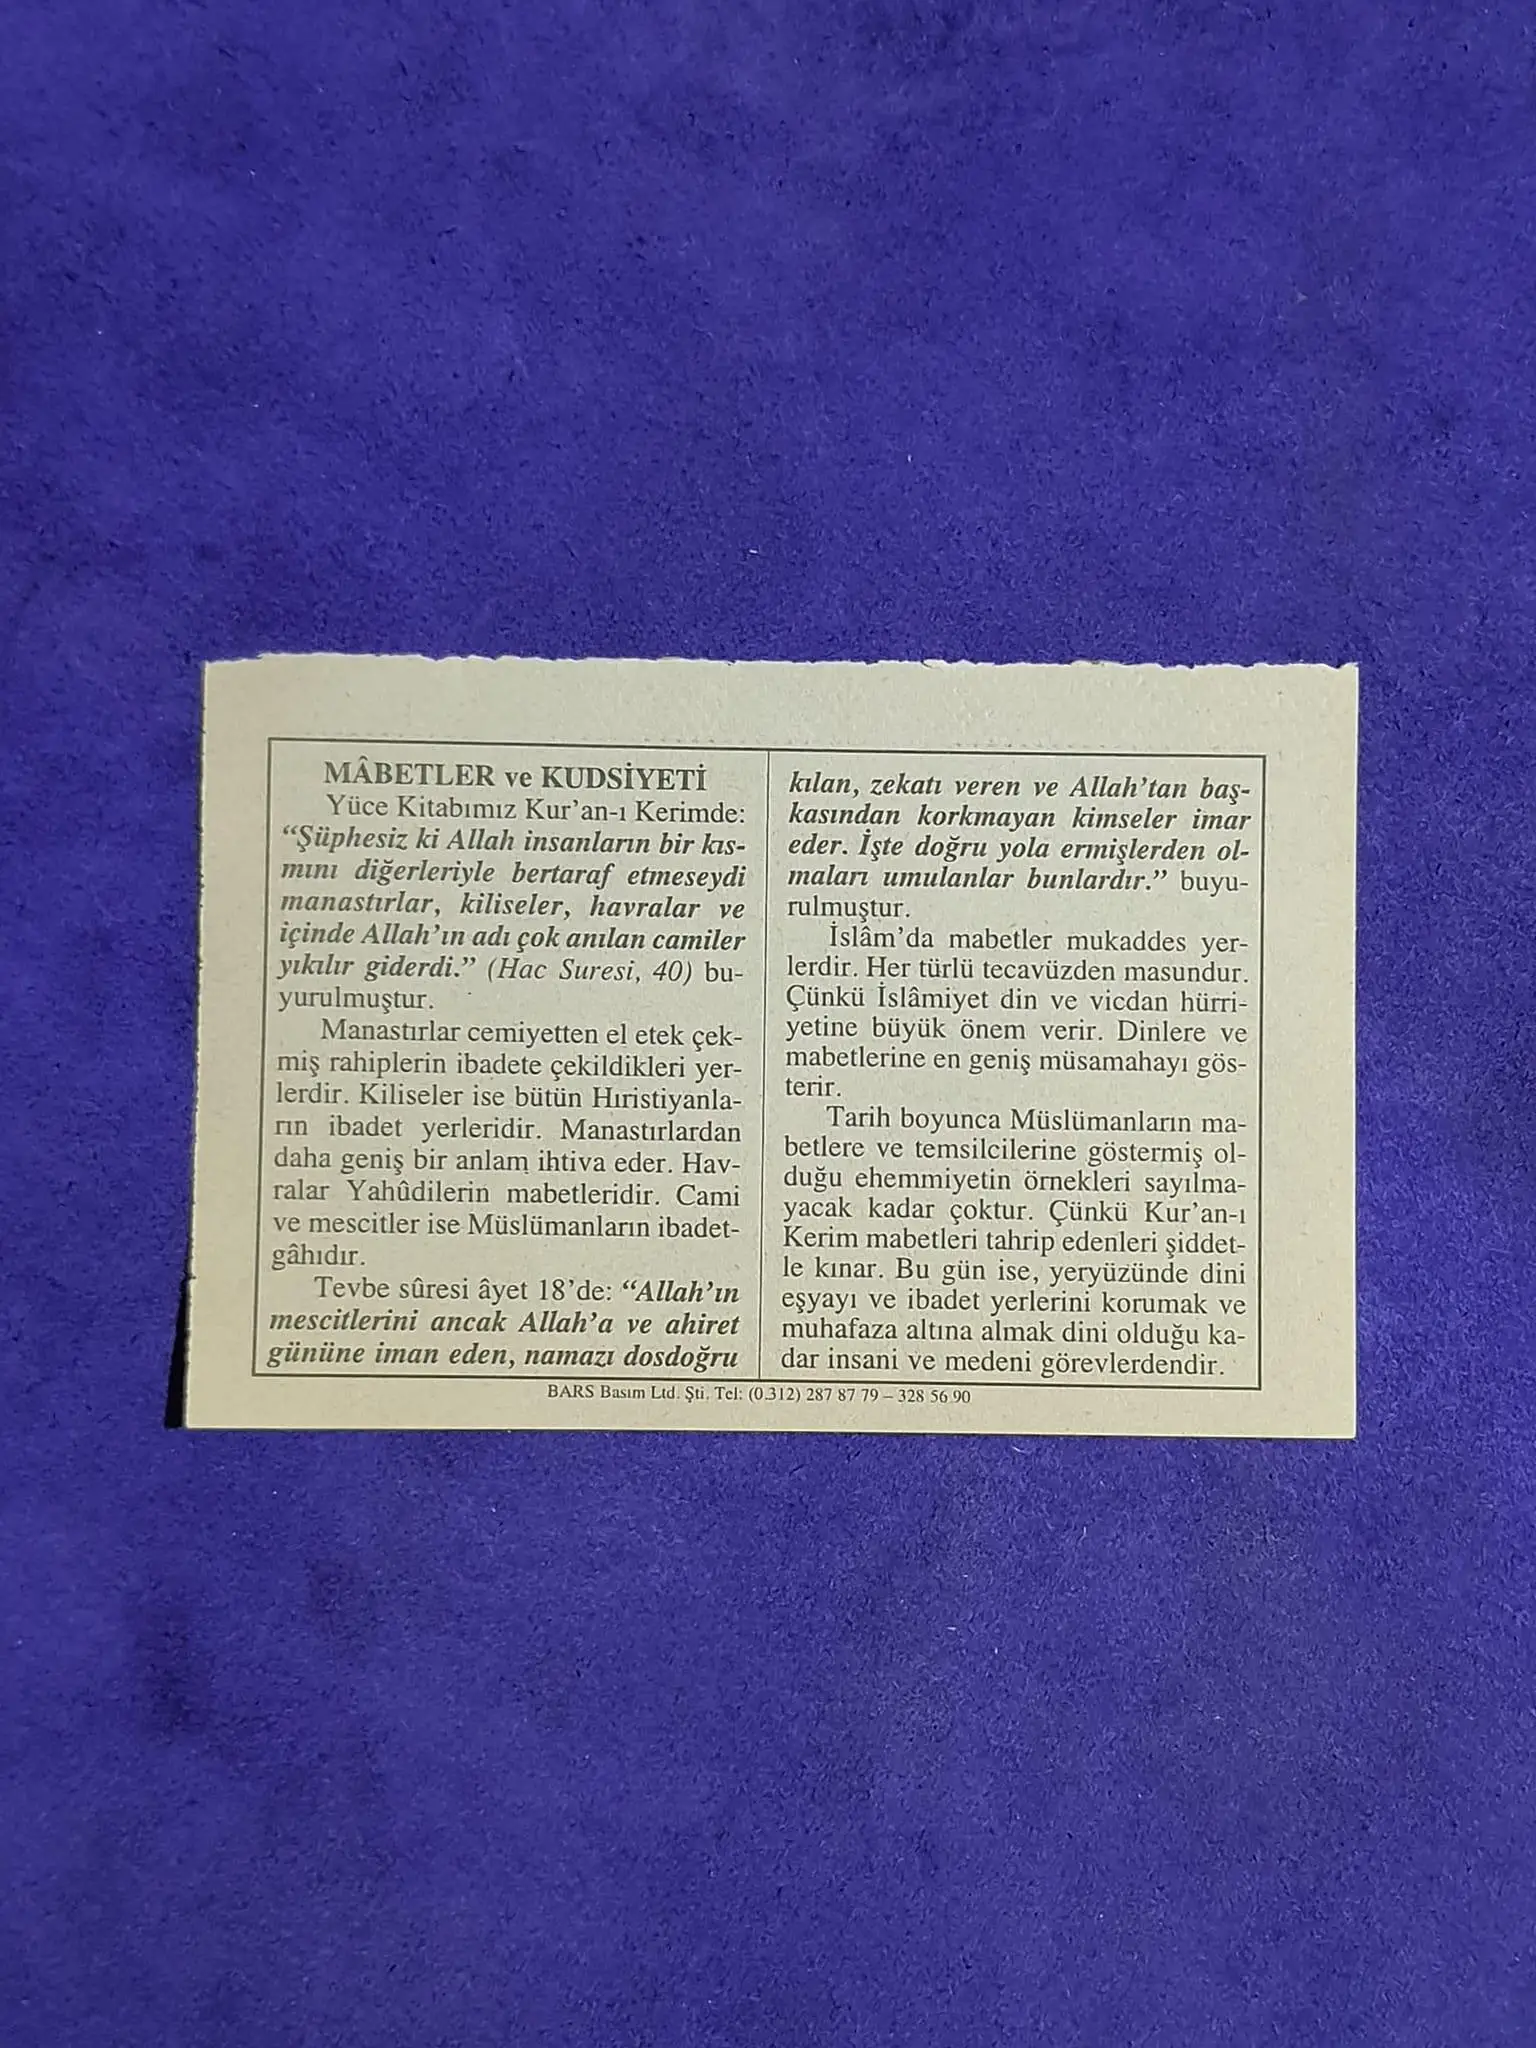 MÂBETLER ve KUDSİYETİ
Yüce Kitabımız Kur'an-ı Kerimde:
“Şüphesiz ki Allah insanların bir kıs-
mını diğerleriyle bertaraf etmeseydi
manastırlar, kiliseler, havralar ve
içinde Allah'ın adı çok anılan camiler
yıkılır giderdi.” (Hac Suresi, 40) bu-
yurulmuştur.
Manastırlar cemiyetten el etek çek-
miş rahiplerin ibadete çekildikleri yer-
lerdir. Kiliseler ise bütün Hıristiyanla-
rın ibadet yerleridir. Manastırlardan
daha geniş bir anlam ihtiva eder. Hav-
ralar Yahûdilerin mabetleridir. Cami
ve mescitler ise Müslümanların ibadet-
gâhıdır.
Tevbe sûresi âyet 18'de: “Allah'ın
mescitlerini ancak Allah'a ve ahiret
gününe iman eden, namazı dosdoğru
kılan, zekatı veren ve Allah'tan baş-
kasından korkmayan kimseler imar
eder. İşte doğru yola ermişlerden ol-
maları umulanlar bunlardır.” buyu-
rulmuştur.
İslâm'da mabetler mukaddes yer-
lerdir. Her türlü tecavüzden masundur.
Çünkü İslâmiyet din ve vicdan hürri-
yetine büyük önem verir. Dinlere ve
mabetlerine en geniş müsamahayı gös-
terir.
Tarih boyunca Müslümanların ma-
betlere ve temsilcilerine göstermiş ol-
duğu ehemmiyetin örnekleri sayılma-
yacak kadar çoktur. Çünkü Kur'an-ı
Kerim mabetleri tahrip edenleri şiddet-
le kınar. Bu gün ise, yeryüzünde dini
eşyayı ve ibadet yerlerini korumak ve
muhafaza altına almak dini olduğu ka-
dar insani ve medeni görevlerdendir.
BARS Basım Ltd. Şti. Tel: (0.312) 287 87 79 – 328 56 90